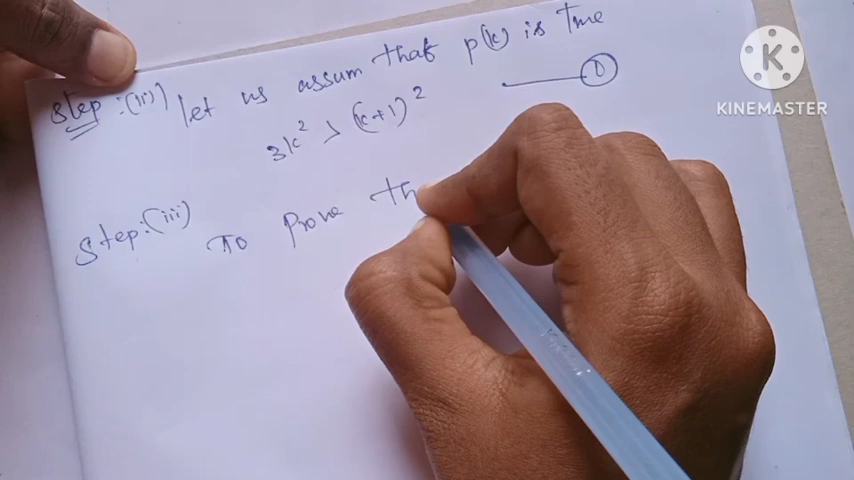 Step:(ii) Let us assum that p(k) is True
3k² > (k+1)² ①
Step:(iii) To Prove th
K
KINEMASTER